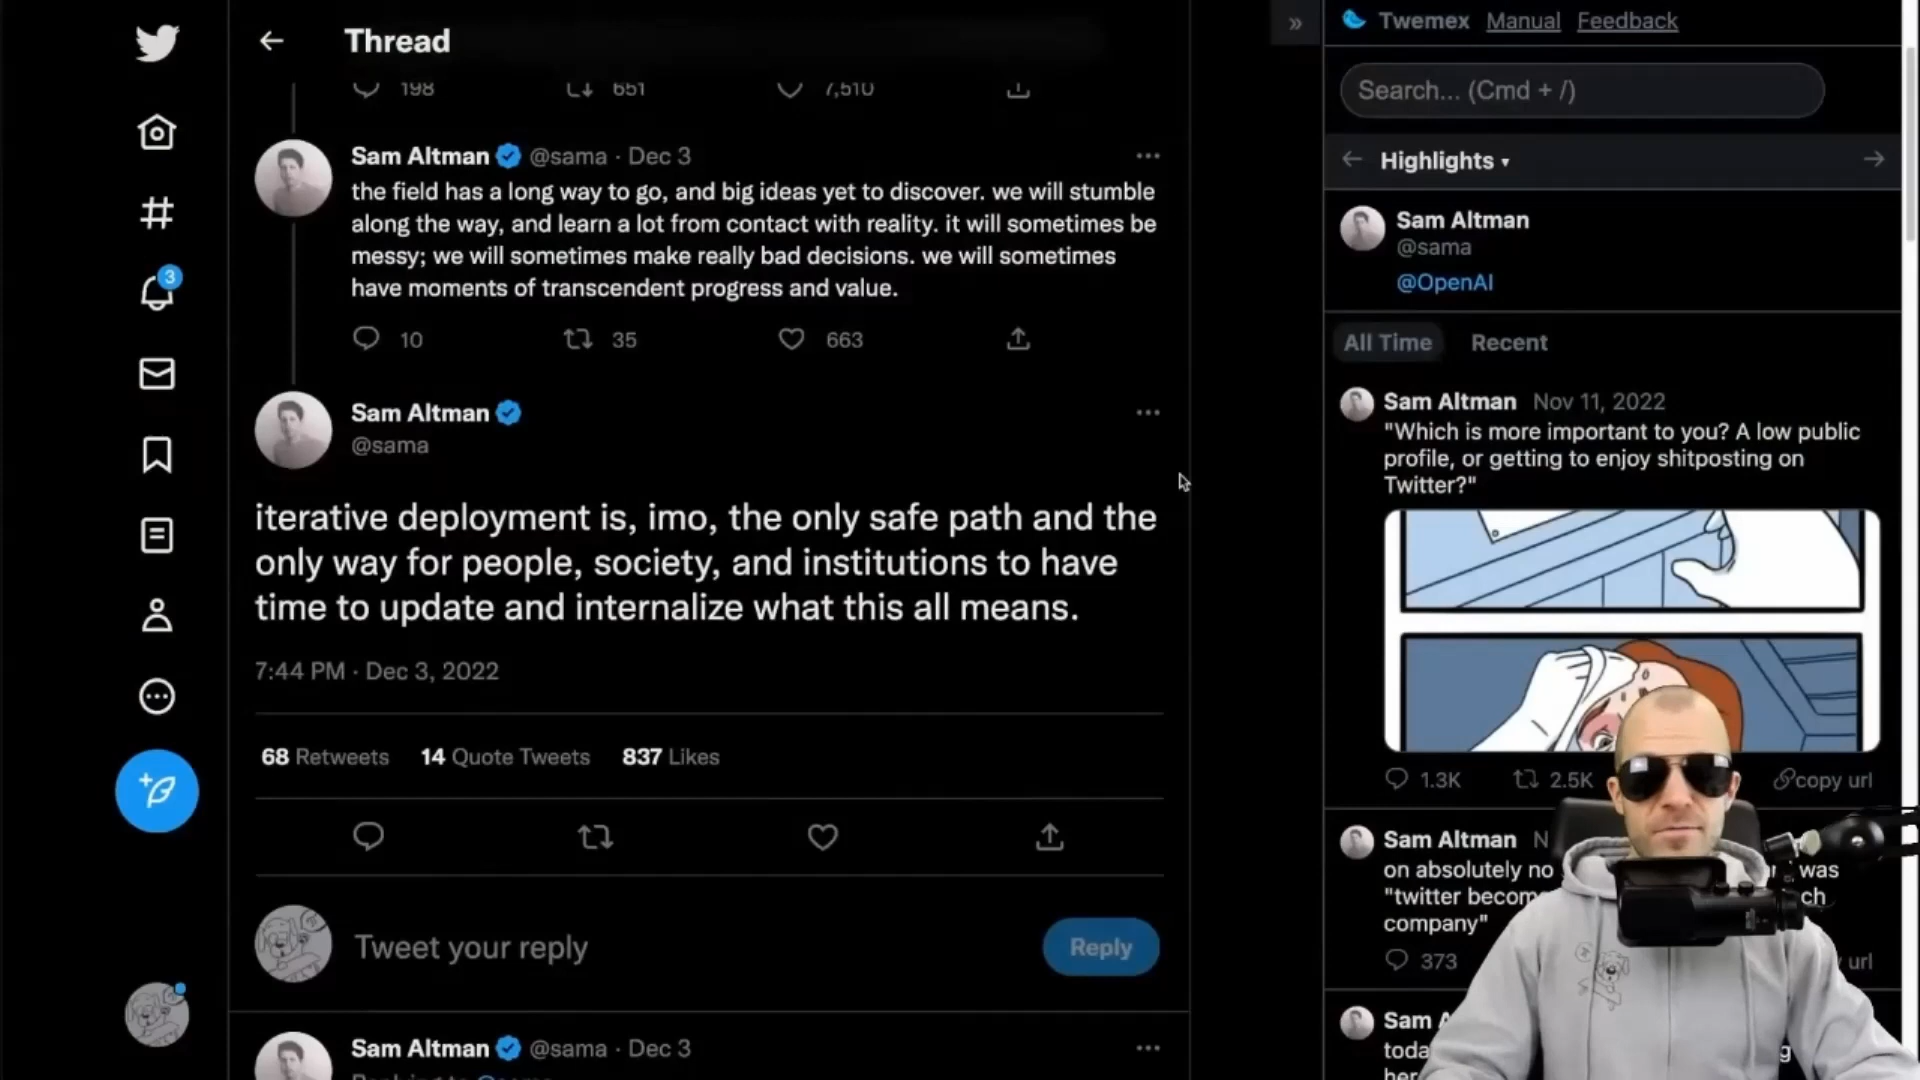 Thread
198 651 7,510
Sam Altman @sama · Dec 3
the field has a long way to go, and big ideas yet to discover. we will stumble
along the way, and learn a lot from contact with reality. it will sometimes be
messy; we will sometimes make really bad decisions. we will sometimes
have moments of transcendent progress and value.
10 35 663
Sam Altman
@sama
iterative deployment is, imo, the only safe path and the
only way for people, society, and institutions to have
time to update and internalize what this all means.
7:44 PM · Dec 3, 2022
68 Retweets 14 Quote Tweets 837 Likes
Tweet your reply
Reply
Sam Altman @sama · Dec 3
3
»
Twemex Manual Feedback
Search... (Cmd + /)
Highlights
Sam Altman
@sama
@OpenAI
All Time Recent
Sam Altman Nov 11, 2022
"Which is more important to you? A low public
profile, or getting to enjoy shitposting on
Twitter?"
1.3K 2.5K copy url
Sam Altman N
on absolutely no was
"twitter becom ch
company"
373 url
Sam A
toda g